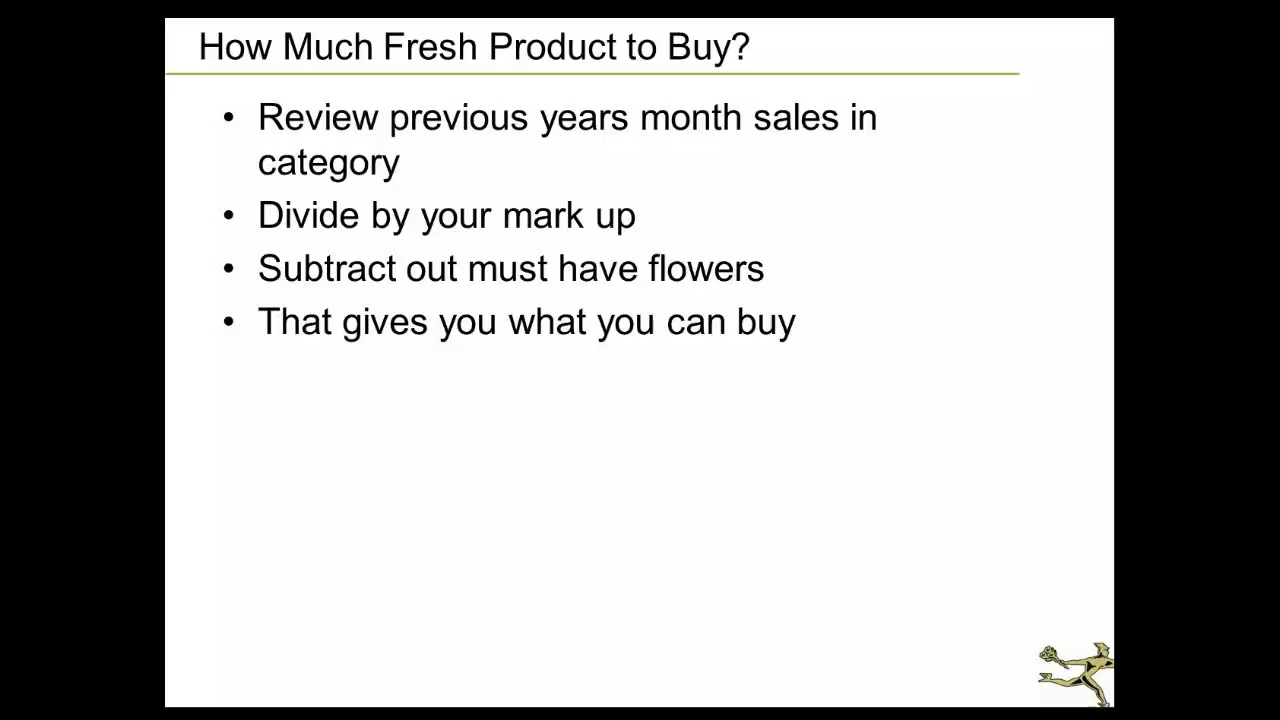 How Much Fresh Product to Buy?
• Review previous years month sales in
category
• Divide by your mark up
• Subtract out must have flowers
• That gives you what you can buy